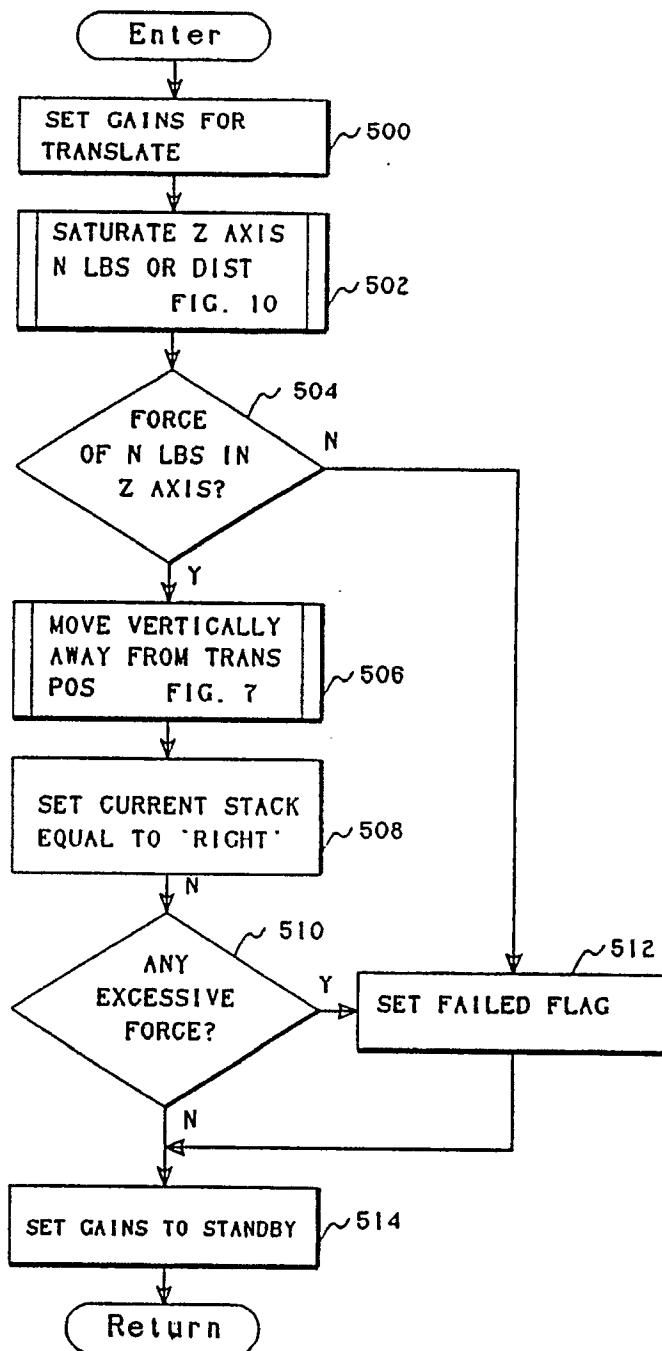 Enter
SET GAINS FOR
TRANSLATE
500
SATURATE Z AXIS
N LBS OR DIST
FIG. 10
502
504
FORCE
OF N LBS IN
Z AXIS?
N
Y
MOVE VERTICALLY
AWAY FROM TRANS
POS FIG. 7
506
SET CURRENT STACK
EQUAL TO 'RIGHT'
508
N
510
ANY
EXCESSIVE
FORCE?
Y
512
SET FAILED FLAG
N
SET GAINS TO STANDBY
514
Return